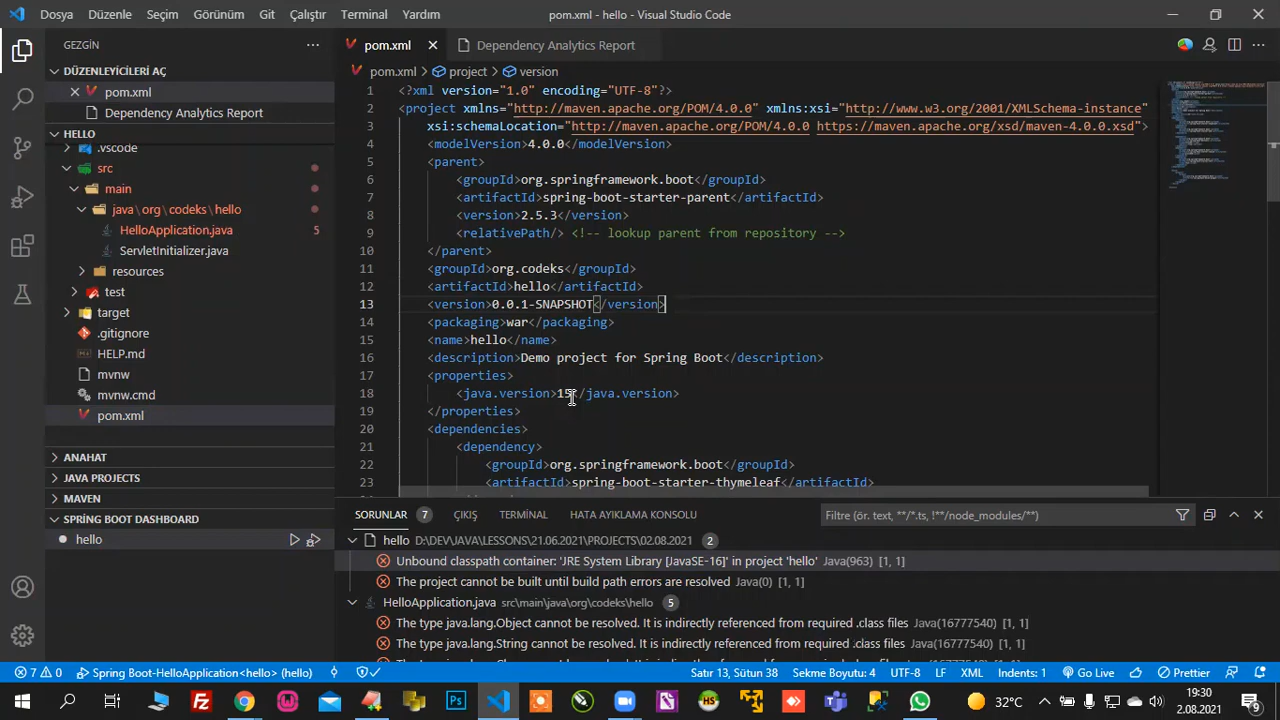 Dosya Düzenle Seçim Görünüm Git Çalıştır Terminal Yardım pom.xml - hello - Visual Studio Code
GEZGİN
DÜZENLEYİCİLERİ AÇ
pom.xml
Dependency Analytics Report
HELLO
.vscode
src
main
java\org\codeks\hello
HelloApplication.java 5
ServletInitializer.java
resources
test
target
.gitignore
HELP.md
mvnw
mvnw.cmd
pom.xml
ANAHAT
JAVA PROJECTS
MAVEN
SPRİNG BOOT DASHBOARD
hello
pom.xml Dependency Analytics Report
pom.xml project version
1 <?xml version="1.0" encoding="UTF-8"?>
2 <project xmlns="http://maven.apache.org/POM/4.0.0" xmlns:xsi="http://www.w3.org/2001/XMLSchema-instance"
3 xsi:schemaLocation="http://maven.apache.org/POM/4.0.0 https://maven.apache.org/xsd/maven-4.0.0.xsd">
4 <modelVersion>4.0.0</modelVersion>
5 <parent>
6 <groupId>org.springframework.boot</groupId>
7 <artifactId>spring-boot-starter-parent</artifactId>
8 <version>2.5.3</version>
9 <relativePath/> <!-- lookup parent from repository -->
10 </parent>
11 <groupId>org.codeks</groupId>
12 <artifactId>hello</artifactId>
13 <version>0.0.1-SNAPSHOT</version>
14 <packaging>war</packaging>
15 <name>hello</name>
16 <description>Demo project for Spring Boot</description>
17 <properties>
18 <java.version>15</java.version>
19 </properties>
20 <dependencies>
21 <dependency>
22 <groupId>org.springframework.boot</groupId>
23 <artifactId>spring-boot-starter-thymeleaf</artifactId>
SORUNLAR 7 ÇIKIŞ TERMİNAL HATA AYIKLAMA KONSOLU Filtre (ör. text, **/*.ts, !**/node_modules/**)
hello D:\DEV\JAVA\LESSONS\21.06.2021\PROJECTS\02.08.2021 2
Unbound classpath container: 'JRE System Library [JavaSE-16]' in project 'hello' Java(963) [1, 1]
The project cannot be built until build path errors are resolved Java(0) [1, 1]
HelloApplication.java src\main\java\org\codeks\hello 5
The type java.lang.Object cannot be resolved. It is indirectly referenced from required .class files Java(16777540) [1, 1]
The type java.lang.String cannot be resolved. It is indirectly referenced from required .class files Java(16777540) [1, 1]
7 0 Spring Boot-HelloApplication<hello> (hello) Satır 13, Sütun 38 Sekme Boyutu: 4 UTF-8 LF XML Indents: 1 Go Live Prettier
32°C 19:30
2.08.2021 9